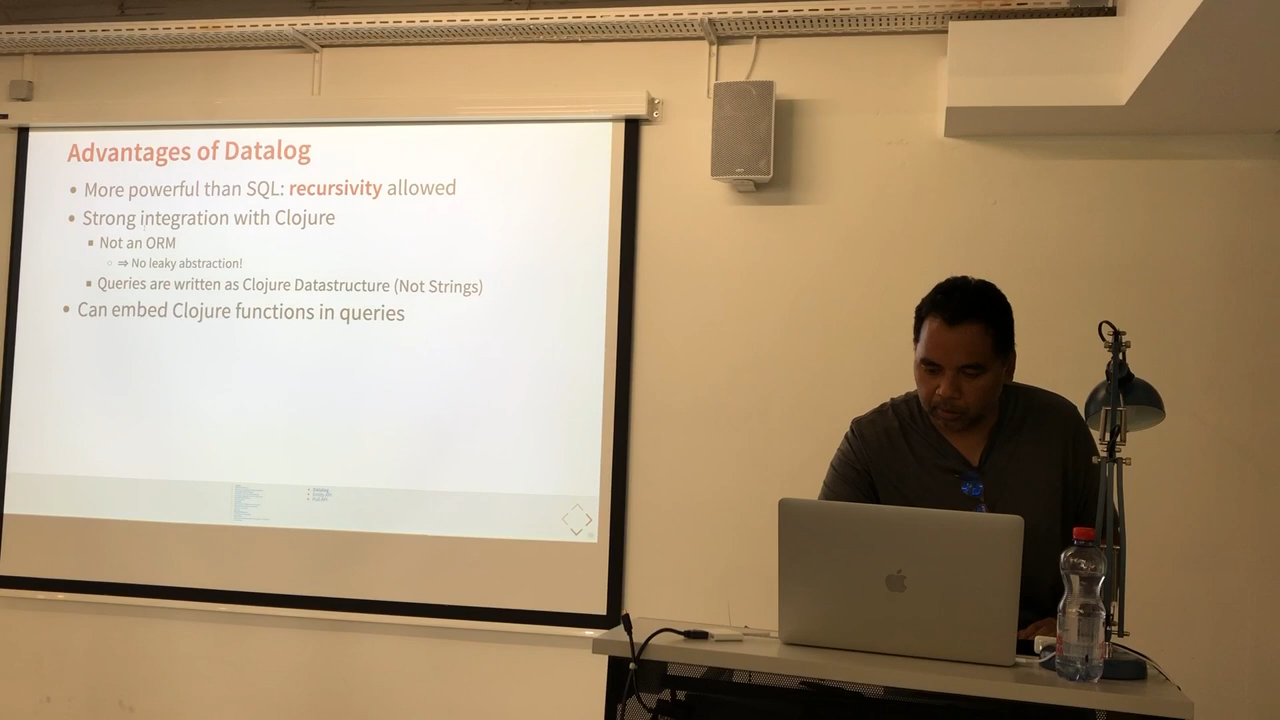 Advantages of Datalog
• More powerful than SQL: recursivity allowed
• Strong integration with Clojure
▪ Not an ORM
◦ ⇒ No leaky abstraction!
▪ Queries are written as Clojure Datastructure (Not Strings)
• Can embed Clojure functions in queries